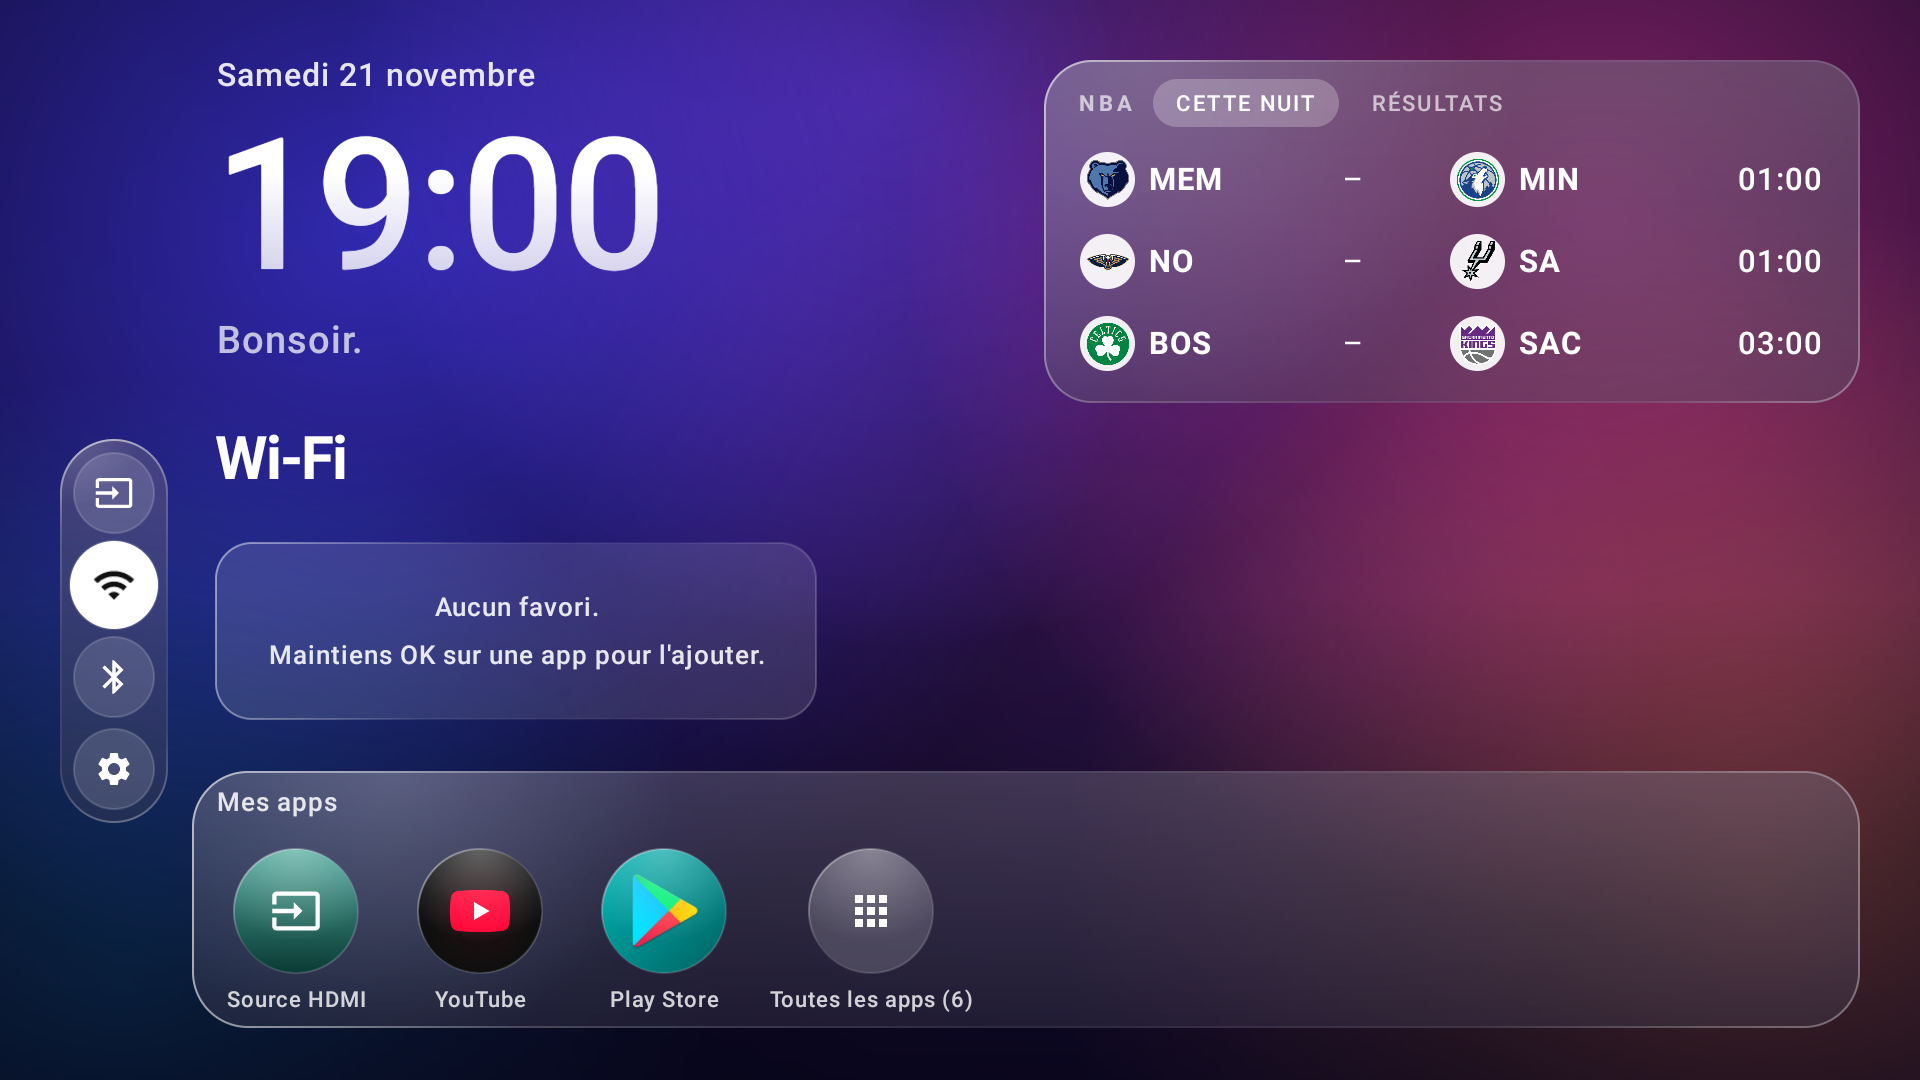 Samedi 21 novembre
19:00
Bonsoir.
NBA CETTE NUIT RÉSULTATS
MEM – MIN 01:00
NO – SA 01:00
BOS – SAC 03:00
Wi-Fi
Aucun favori.
Maintiens OK sur une app pour l'ajouter.
Mes apps
Source HDMI
YouTube
Play Store
Toutes les apps (6)